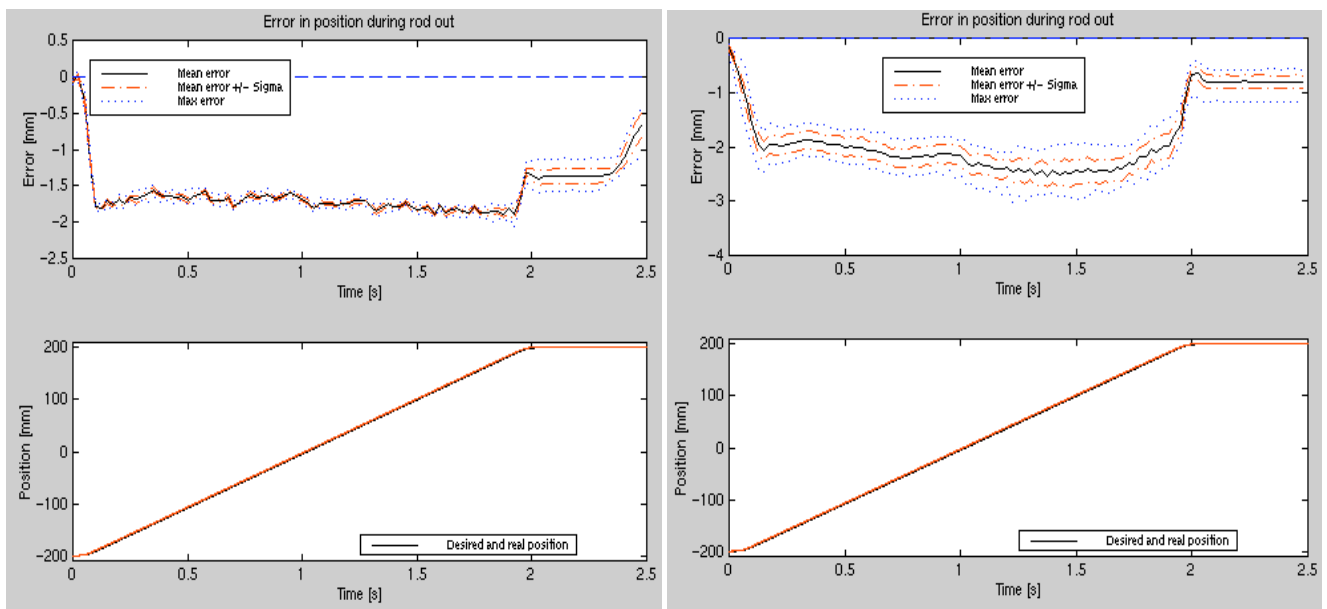 Error in position during rod out
0.5
0
-0.5
-1
-1.5
-2
-2.5
Error [mm]
Mean error
Mean error +/- Sigma
Max error
0 0.5 1 1.5 2 2.5
Time [s]
200
100
0
-100
-200
Position [mm]
Desired and real position
0 0.5 1 1.5 2 2.5
Time [s]
Error in position during rod out
0
-1
-2
-3
-4
Error [mm]
Mean error
Mean error +/- Sigma
Max error
0 0.5 1 1.5 2 2.5
Time [s]
200
100
0
-100
-200
Position [mm]
Desired and real position
0 0.5 1 1.5 2 2.5
Time [s]